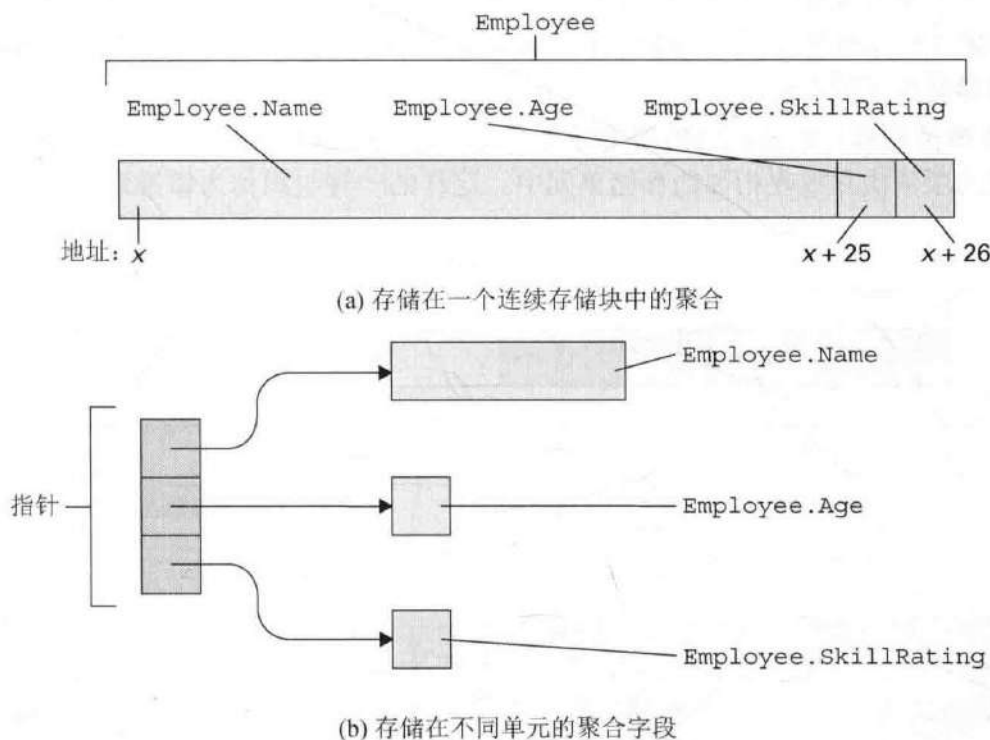 Employee
Employee.Name Employee.Age Employee.SkillRating
地址: x x + 25 x + 26
(a) 存储在一个连续存储块中的聚合
Employee.Name
指针
Employee.Age
Employee.SkillRating
(b) 存储在不同单元的聚合字段